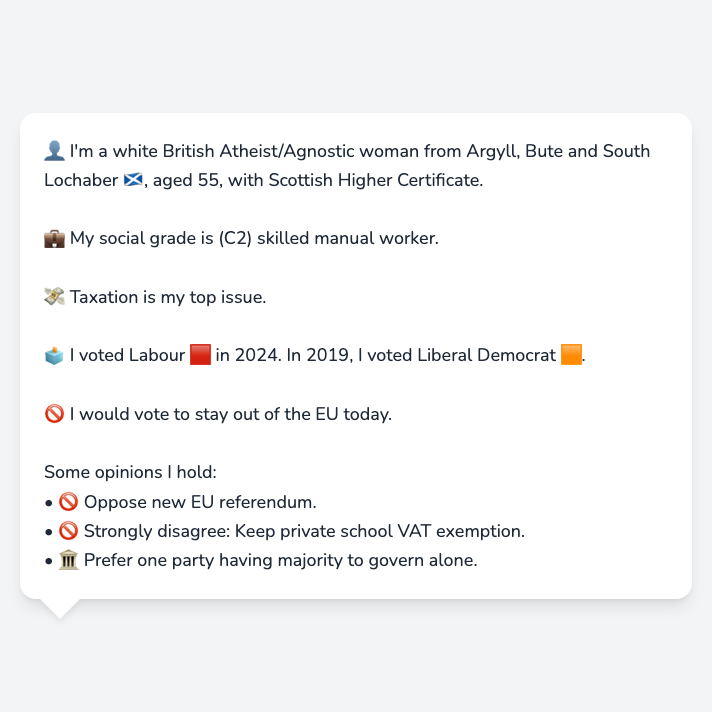 👤 I'm a white British Atheist/Agnostic woman from Argyll, Bute and South
Lochaber 🏴󠁧󠁢󠁳󠁣󠁴󠁿, aged 55, with Scottish Higher Certificate.
💼 My social grade is (C2) skilled manual worker.
💸 Taxation is my top issue.
🗳️ I voted Labour 🟥 in 2024. In 2019, I voted Liberal Democrat 🟧.
🚫 I would vote to stay out of the EU today.
Some opinions I hold:
• 🚫 Oppose new EU referendum.
• 🚫 Strongly disagree: Keep private school VAT exemption.
• 🏛️ Prefer one party having majority to govern alone.